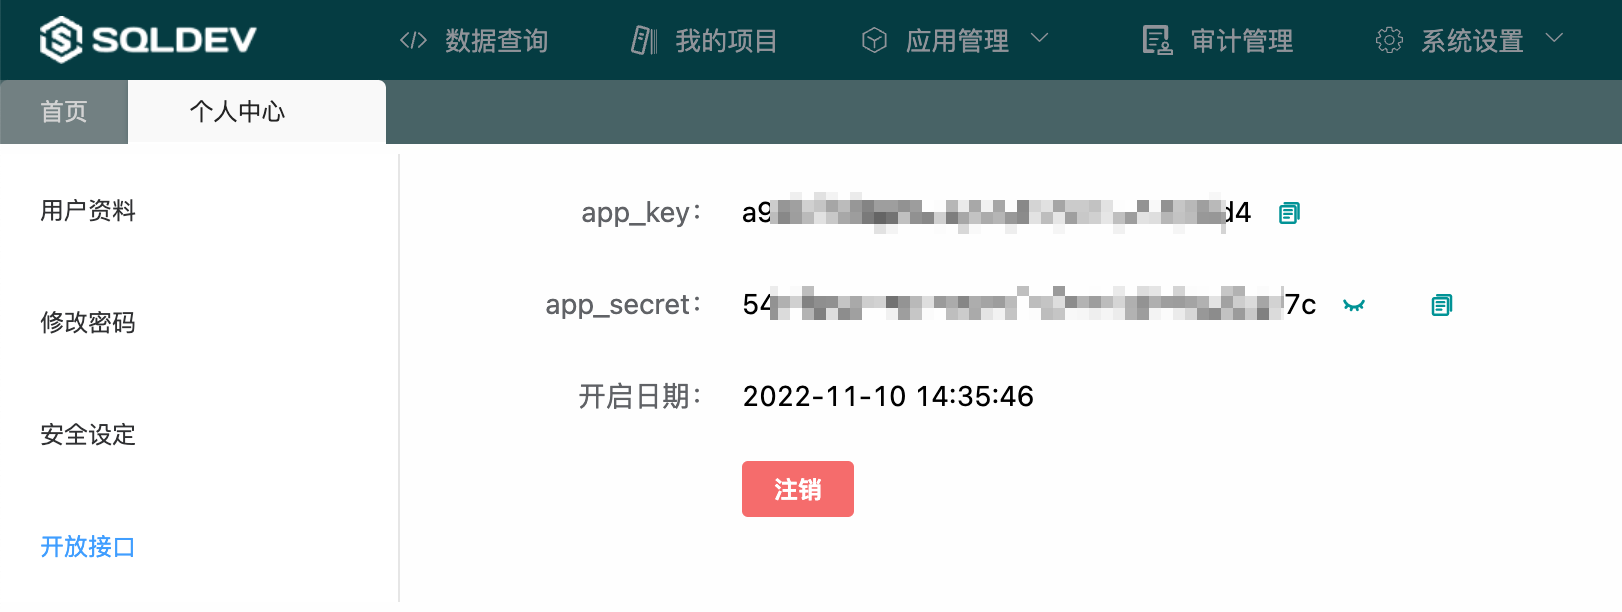 SQLDEV 数据查询 我的项目 应用管理 审计管理 系统设置
首页 个人中心
用户资料
修改密码
安全设定
开放接口
app_key: a9 d4
app_secret: 54 7c
开启日期: 2022-11-10 14:35:46
注销